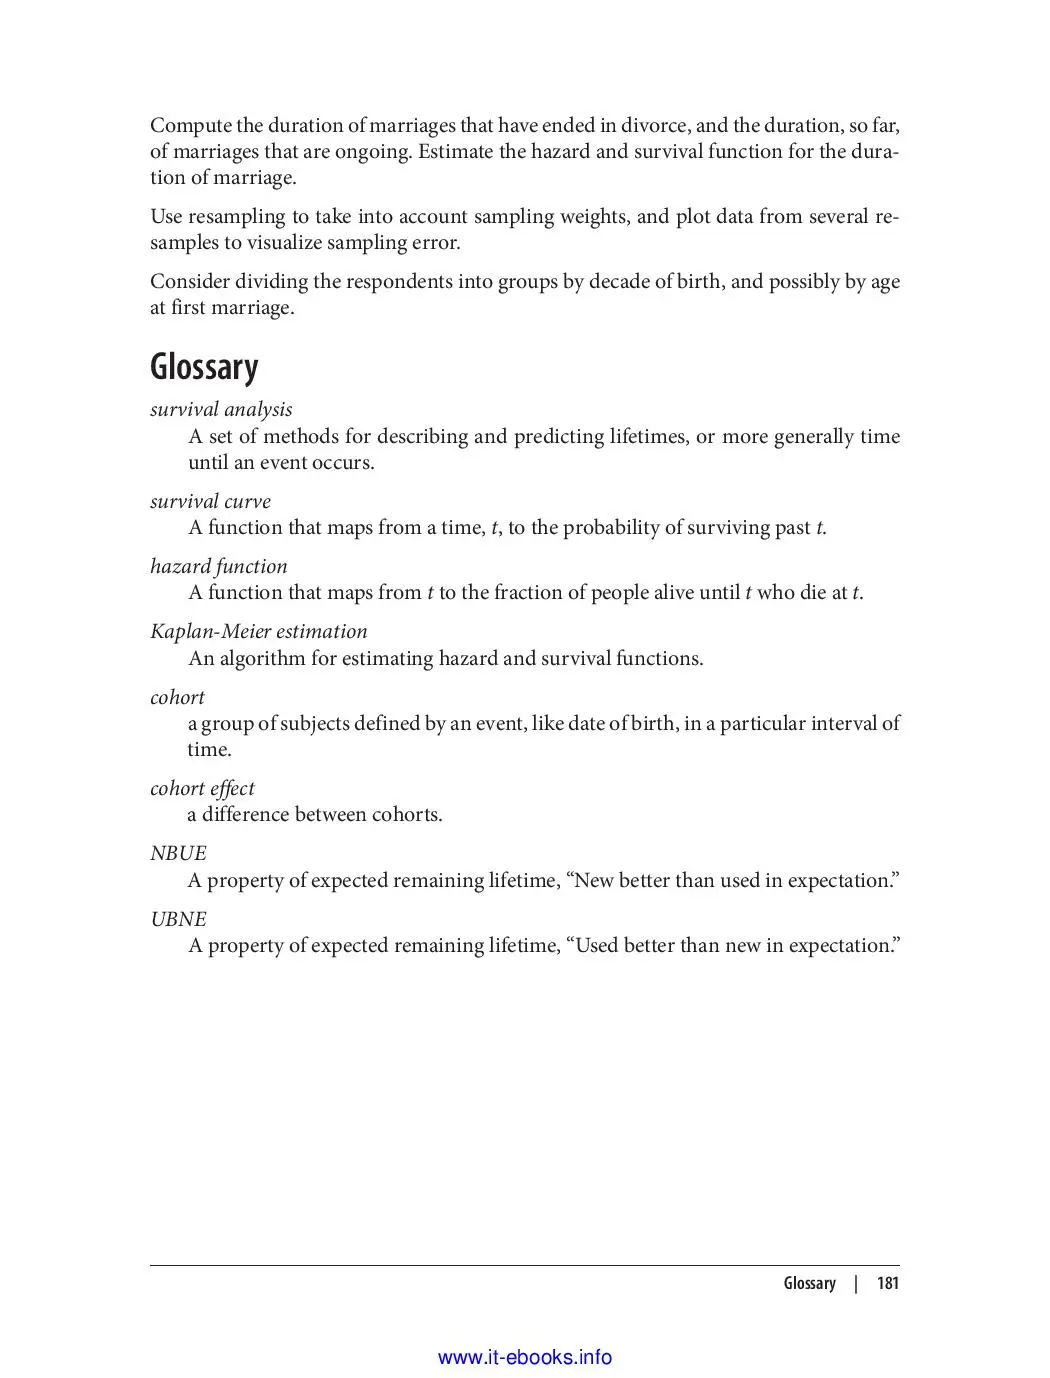 Compute the duration of marriages that have ended in divorce, and the duration, so far,
of marriages that are ongoing. Estimate the hazard and survival function for the dura-
tion of marriage.
Use resampling to take into account sampling weights, and plot data from several re-
samples to visualize sampling error.
Consider dividing the respondents into groups by decade of birth, and possibly by age
at first marriage.
Glossary
survival analysis
A set of methods for describing and predicting lifetimes, or more generally time
until an event occurs.
survival curve
A function that maps from a time, t, to the probability of surviving past t.
hazard function
A function that maps from t to the fraction of people alive until t who die at t.
Kaplan-Meier estimation
An algorithm for estimating hazard and survival functions.
cohort
a group of subjects defined by an event, like date of birth, in a particular interval of
time.
cohort effect
a difference between cohorts.
NBUE
A property of expected remaining lifetime, “New better than used in expectation.”
UBNE
A property of expected remaining lifetime, “Used better than new in expectation.”
Glossary | 181
www.it-ebooks.info